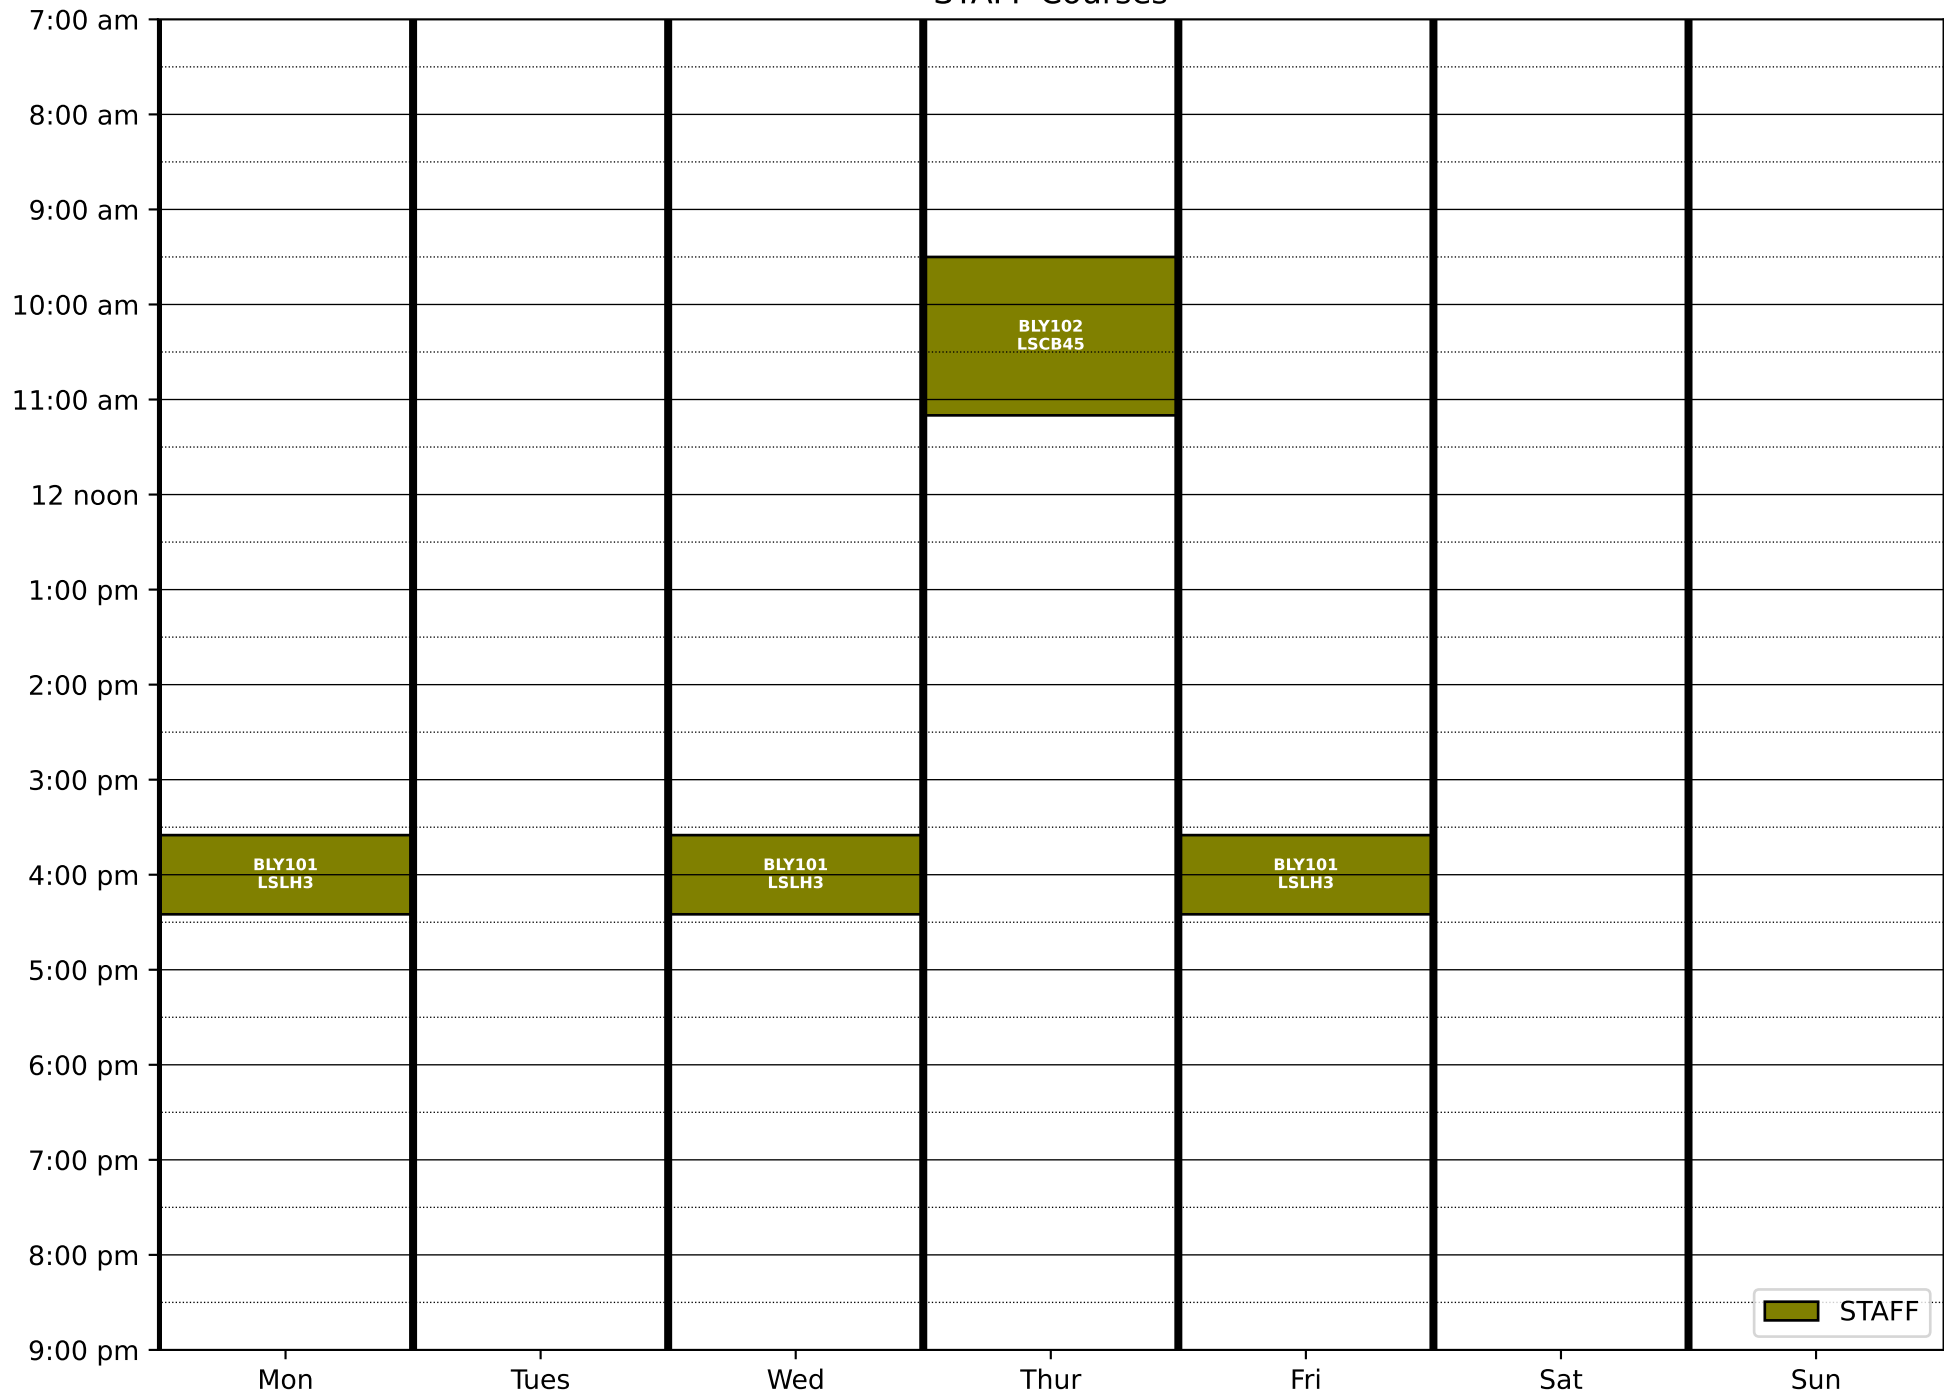 STAFF Courses
7:00 am
8:00 am
9:00 am
10:00 am
11:00 am
12 noon
1:00 pm
2:00 pm
3:00 pm
4:00 pm
5:00 pm
6:00 pm
7:00 pm
8:00 pm
9:00 pm
BLY102
LSCB45
BLY101
LSLH3
BLY101
LSLH3
BLY101
LSLH3
STAFF
Mon
Tues
Wed
Thur
Fri
Sat
Sun